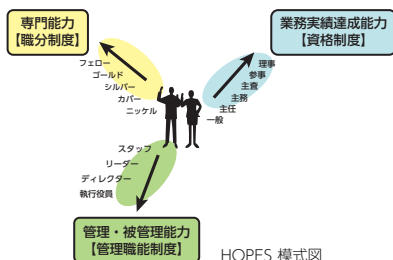 専門能力
【職分制度】
フェロー
ゴールド
シルバー
カパー
ニッケル
業務実績達成能力
【資格制度】
理事
参事
主査
主務
主任
一般
スタッフ
リーダー
ディレクター
執行役員
管理・被管理能力
【管理職能制度】
HOPES 模式図